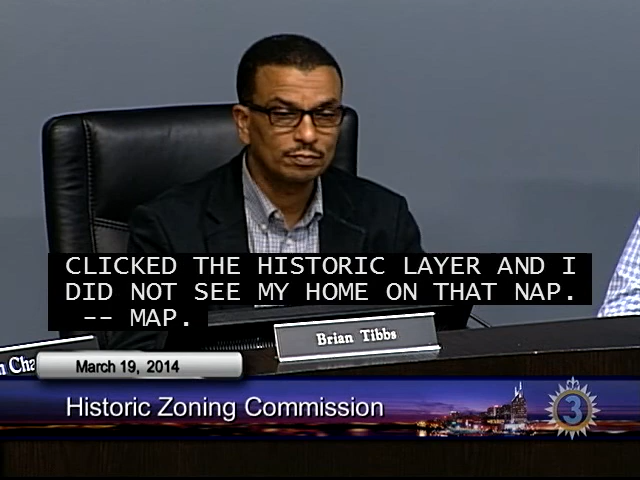 CLICKED THE HISTORIC LAYER AND I
DID NOT SEE MY HOME ON THAT NAP.
-- MAP.
Brian Tibbs
n Cha
March 19, 2014
Historic Zoning Commission
3